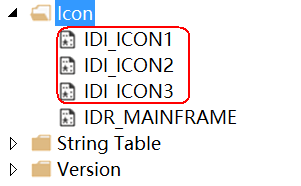 Icon
IDI_ICON1
IDI_ICON2
IDI_ICON3
IDR_MAINFRAME
String Table
Version